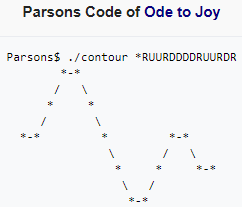 Parsons Code of Ode to Joy
Parsons$ ./contour *RUURDDDDRUURDR
      *-*
     /   \
    *     *
   /       \
*-*         *         *-*
             \       /   \
              *     *     *-*
               \   /
                *-*